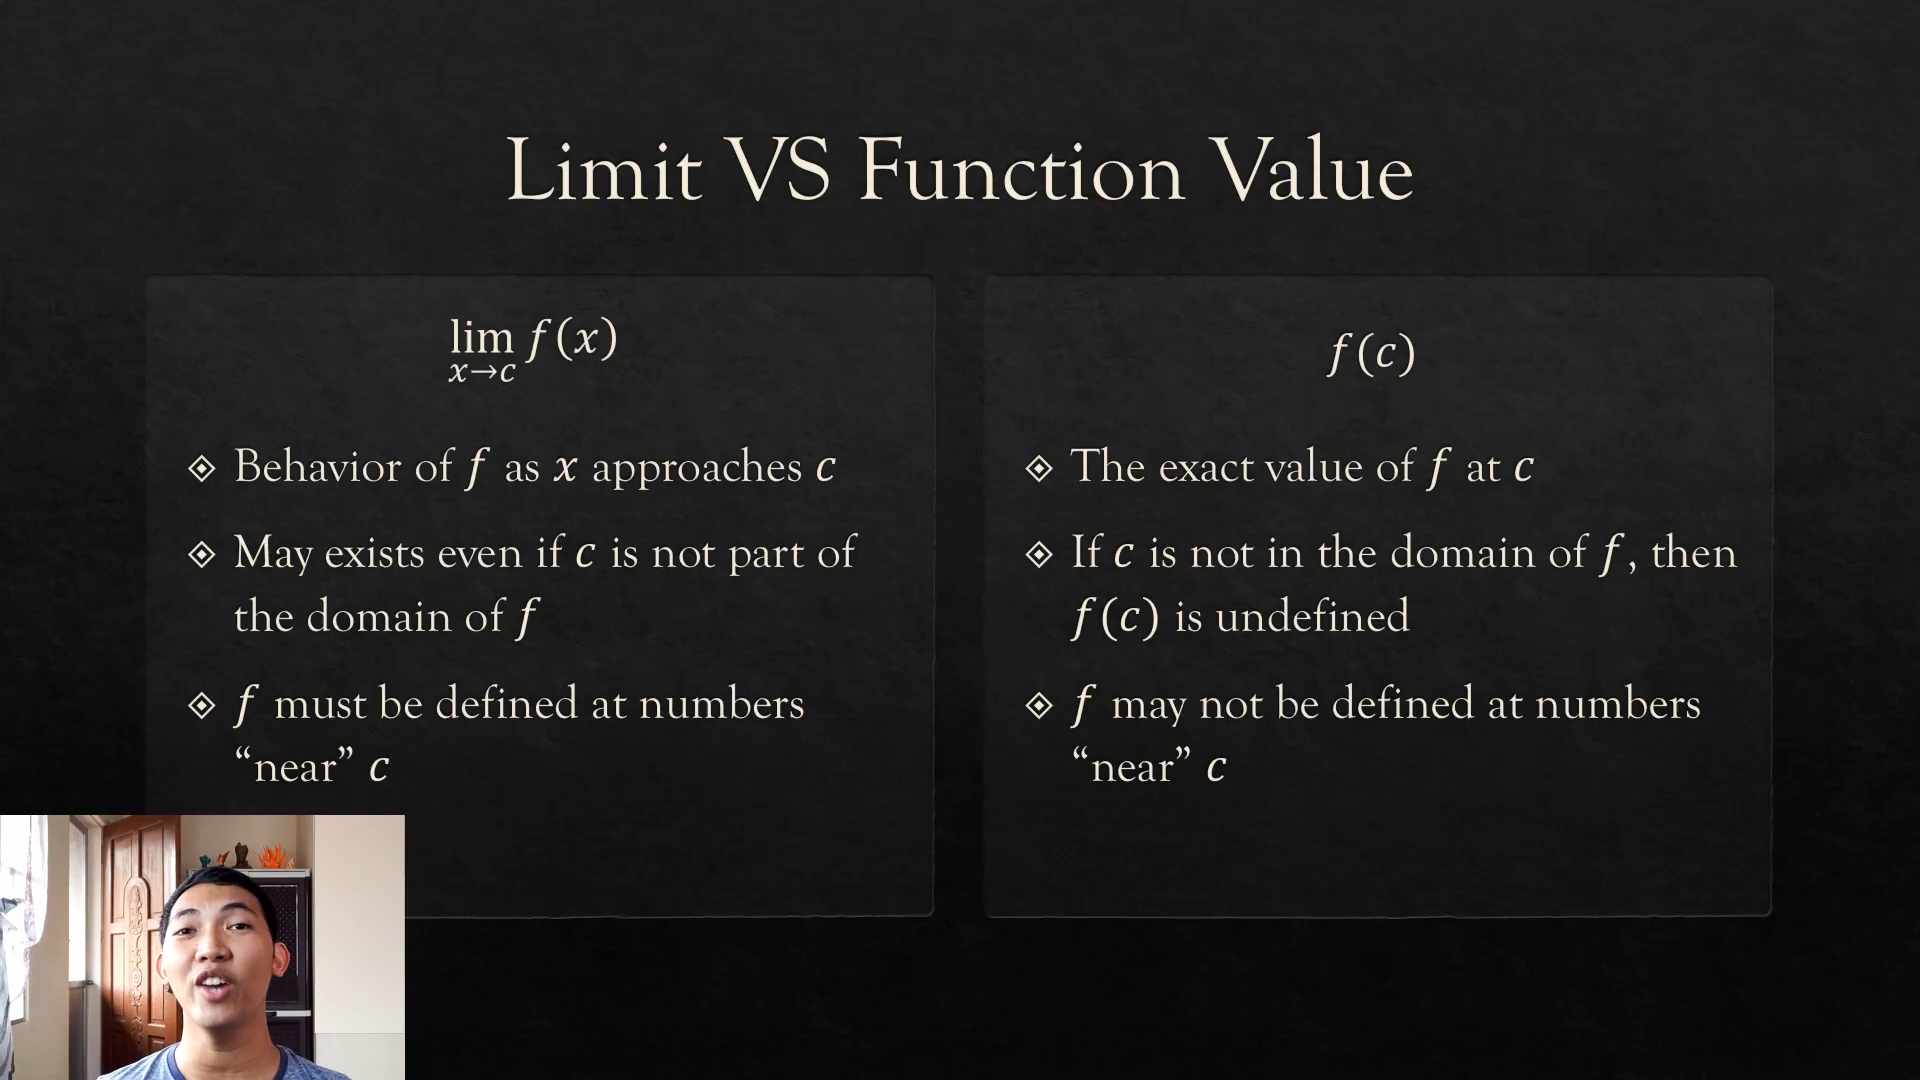 Limit VS Function Value
lim f(x)
x→c
Behavior of f as x approaches c
May exists even if c is not part of
the domain of f
f must be defined at numbers
“near” c
f(c)
The exact value of f at c
If c is not in the domain of f, then
f(c) is undefined
f may not be defined at numbers
“near” c